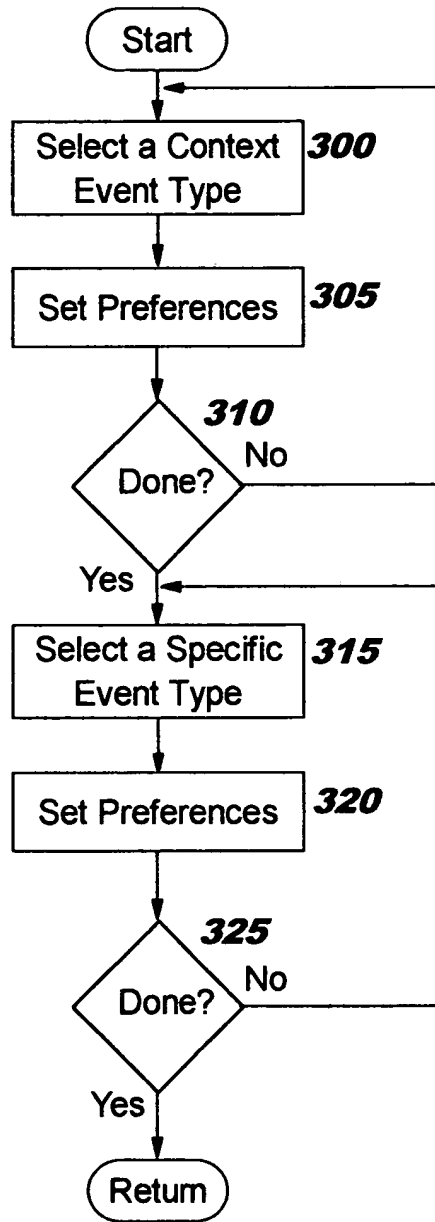 Start
Select a Context
Event Type
300
Set Preferences
305
310
Done?
No
Yes
Select a Specific
Event Type
315
Set Preferences
320
325
Done?
No
Yes
Return